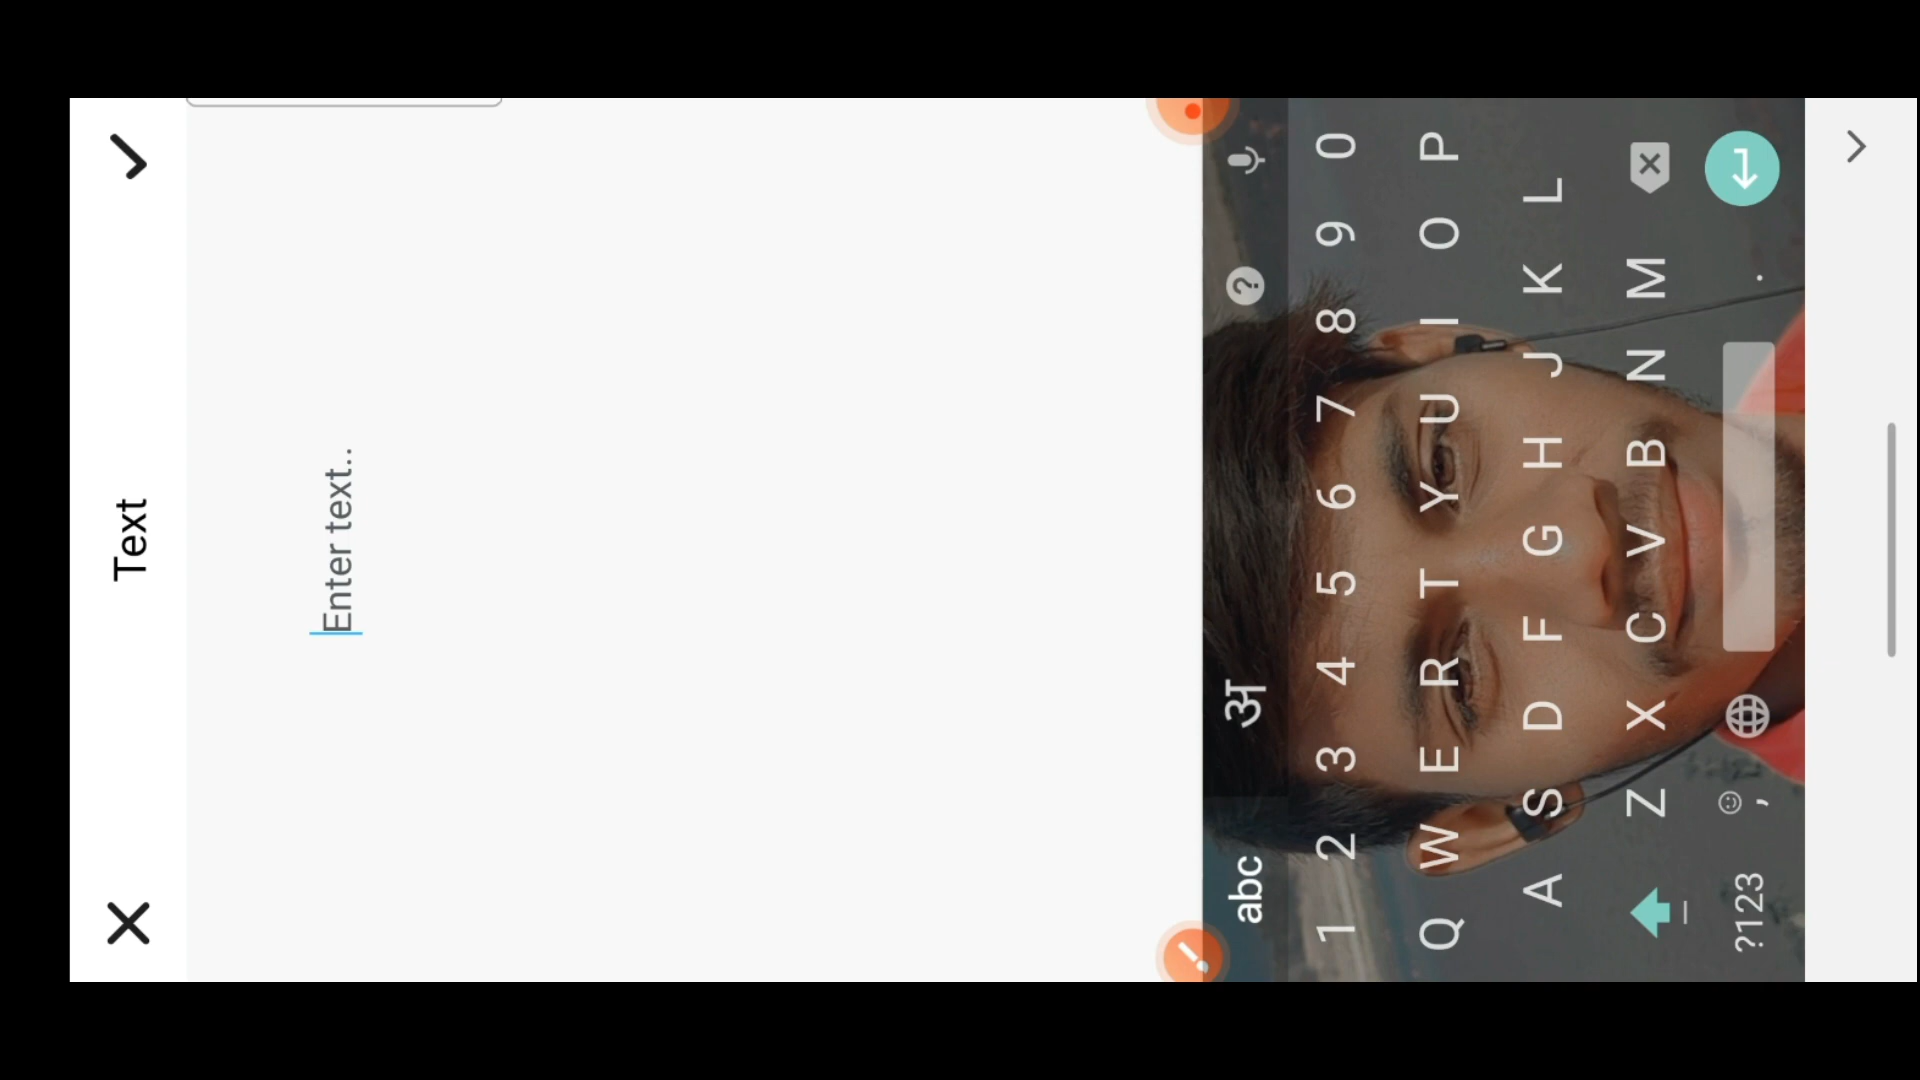 Text
Enter text..
abc अ
1 2 3 4 5 6 7 8 9 0
Q W E R T Y U I O P
A S D F G H J K L
Z X C V B N M
?123 , .